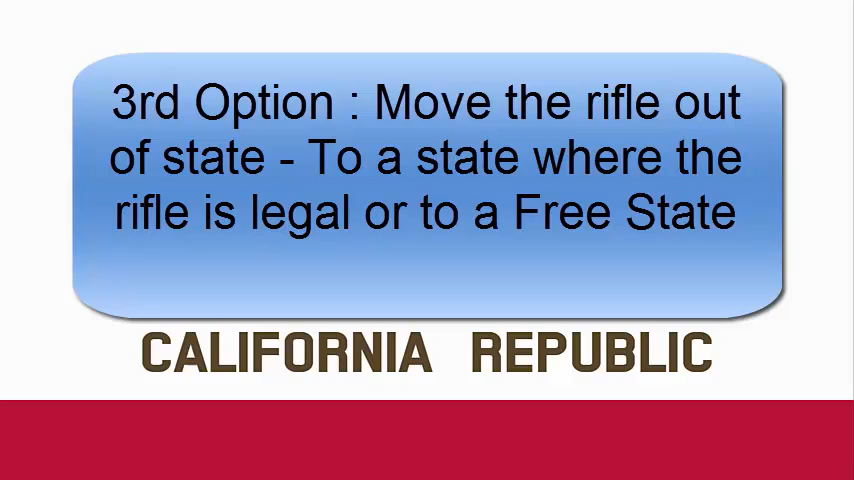 3rd Option : Move the rifle out
of state - To a state where the
rifle is legal or to a Free State
CALIFORNIA REPUBLIC